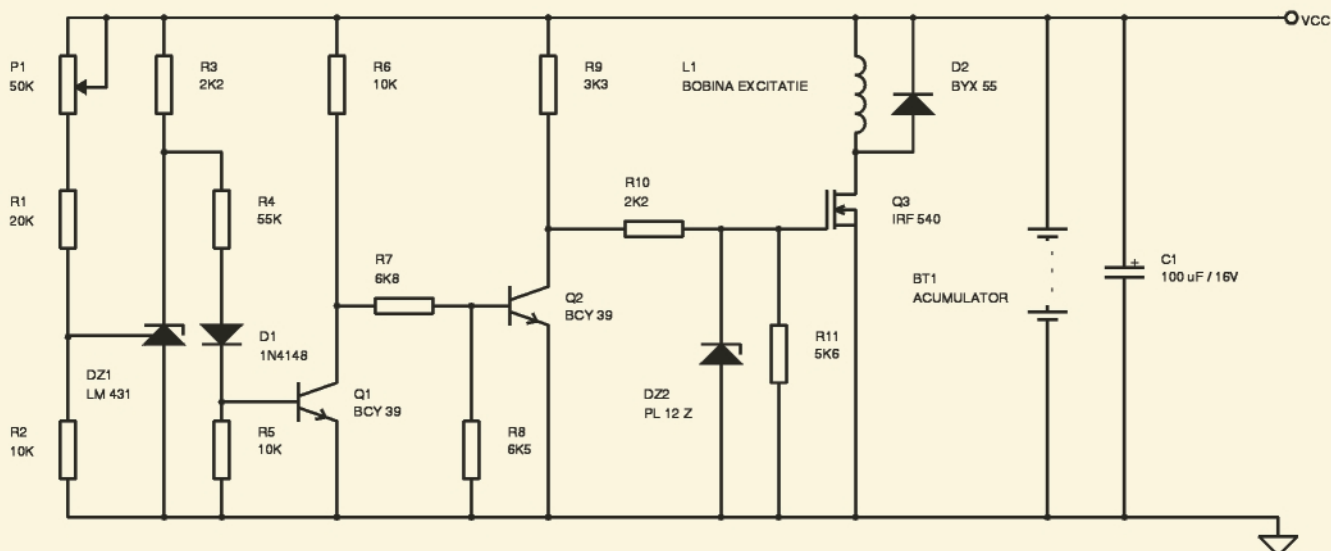 VCC
P1
50K
R3
2K2
R6
10K
R9
3K3
L1
BOBINA EXCITATIE
D2
BYX 55
R1
20K
R4
55K
R10
2K2
Q3
IRF 540
R7
6K8
Q2
BCY 39
BT1
ACUMULATOR
+
C1
100 uF / 16V
D1
1N4148
R11
5K6
DZ1
LM 431
Q1
BCY 39
DZ2
PL 12 Z
R2
10K
R5
10K
R8
6K5